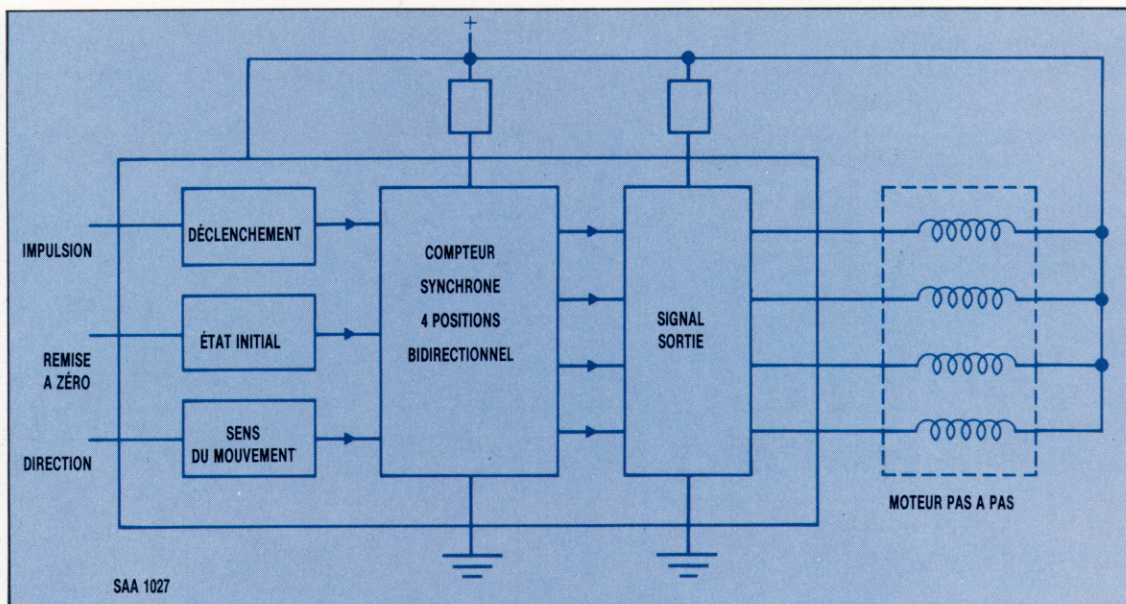 +
IMPULSION
DÉCLENCHEMENT
REMISE
A ZÉRO
ÉTAT INITIAL
DIRECTION
SENS
DU MOUVEMENT
COMPTEUR
SYNCHRONE
4 POSITIONS
BIDIRECTIONNEL
SIGNAL
SORTIE
MOTEUR PAS A PAS
SAA 1027